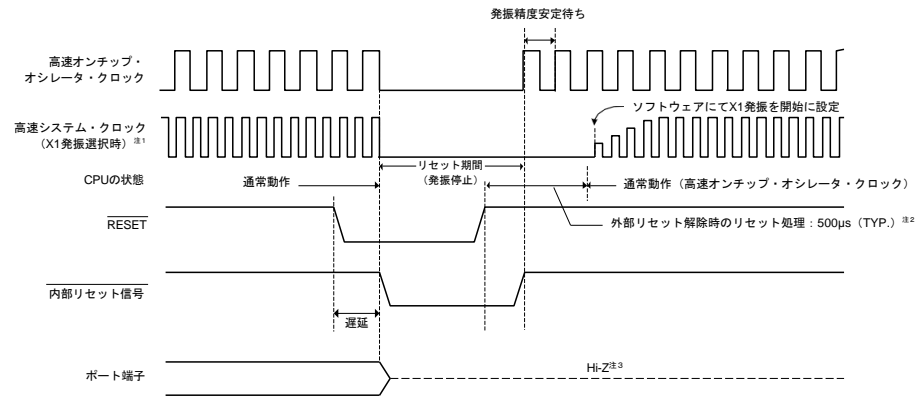 発振精度安定待ち
高速オンチップ・
オシレータ・クロック
ソフトウェアにてX1発振を開始に設定
高速システム・クロック
（X1発振選択時）注1
リセット期間
（発振停止）
CPUの状態
通常動作
通常動作（高速オンチップ・オシレータ・クロック）
RESET
外部リセット解除時のリセット処理：500μs（TYP.）注2
内部リセット信号
遅延
ポート端子
Hi-Z注3